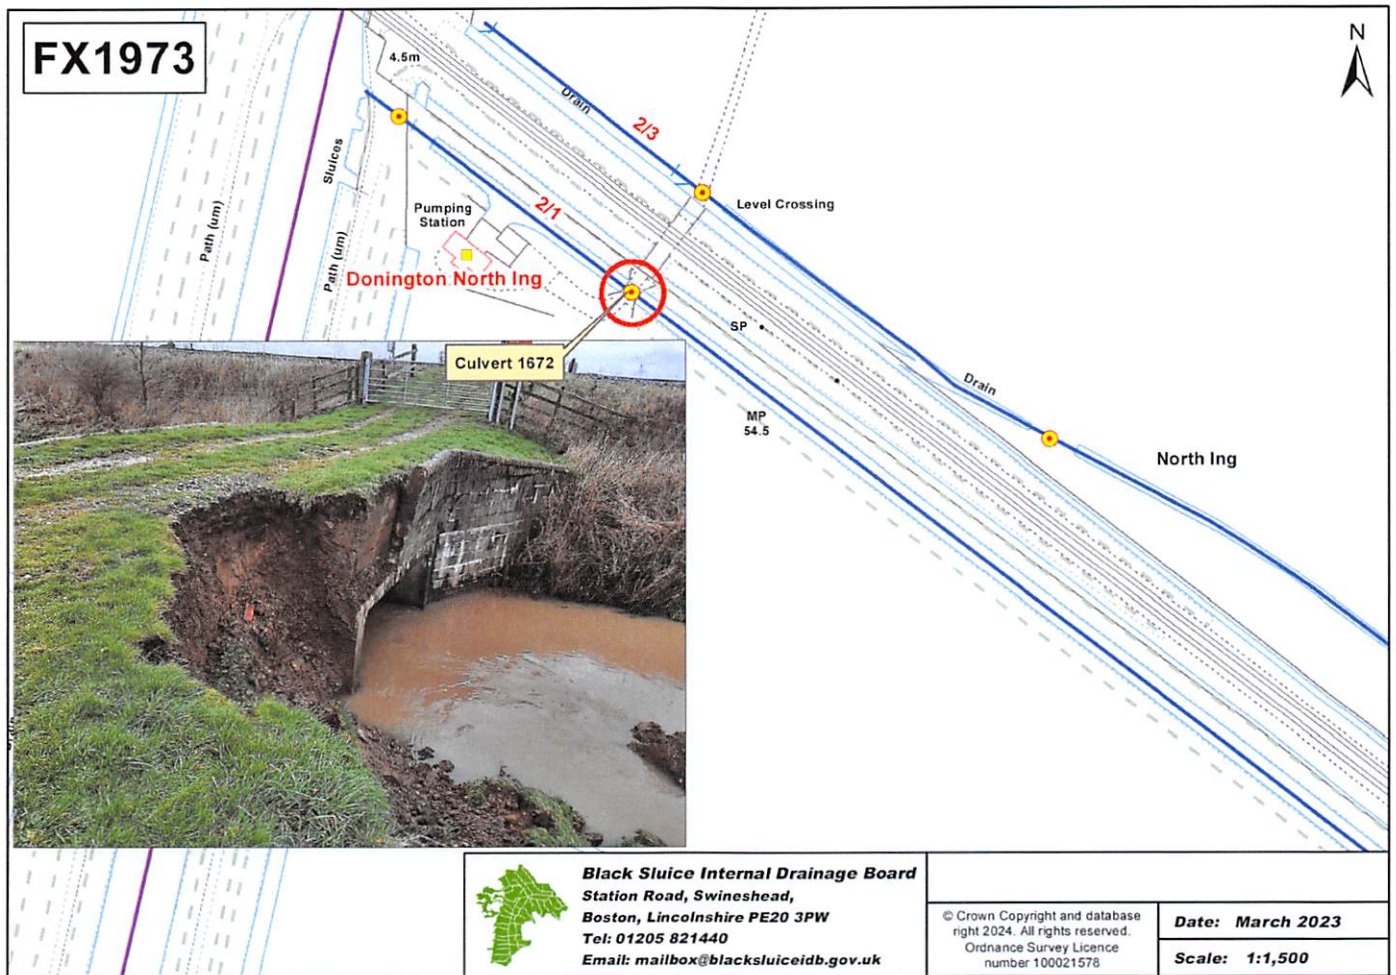 FX1973
N
4.5m
Drain
2/3
Sluices
Level Crossing
Pumping
Station
2/1
Path (um)
Path (um)
Donington North Ing
SP
Culvert 1672
Drain
MP
54.5
North Ing
Black Sluice Internal Drainage Board
Station Road, Swineshead,
Boston, Lincolnshire PE20 3PW
Tel: 01205 821440
Email: mailbox@blacksluiceidb.gov.uk
© Crown Copyright and database
right 2024. All rights reserved.
Ordnance Survey Licence
number 100021578
Date: March 2023
Scale: 1:1,500